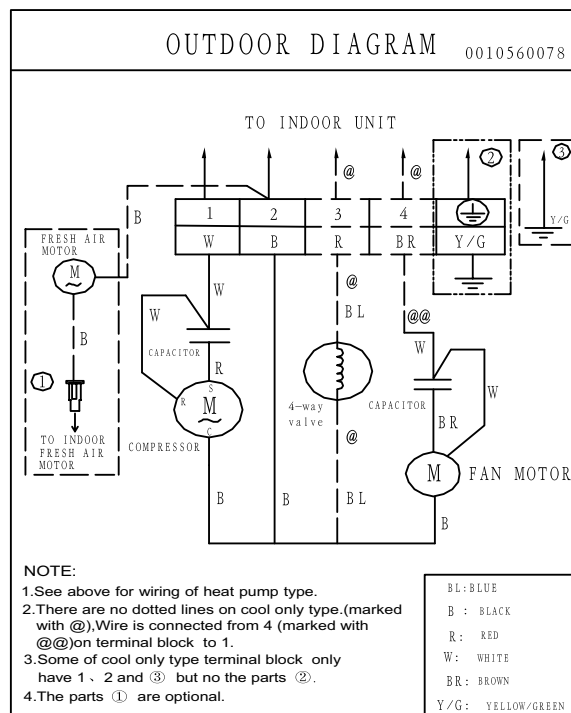 OUTDOOR DIAGRAM 0010560078
TO INDOOR UNIT
@ @ ② ③
B 1 2 3 4 Y/G
W B R BR Y/G
FRESH AIR
MOTOR
M
B
①
TO INDOOR
FRESH AIR
MOTOR
W
W
CAPACITOR
R
S
R M
C
COMPRESSOR
B
B
@
BL
4-way
valve
@
BL
@@
W
W
CAPACITOR
BR
M FAN MOTOR
B
NOTE:
1.See above for wiring of heat pump type.
2.There are no dotted lines on cool only type.(marked
with @),Wire is connected from 4 (marked with
@@)on terminal block to 1.
3.Some of cool only type terminal block only
have 1、2 and ③ but no the parts ②.
4.The parts ① are optional.
BL:BLUE
B : BLACK
R: RED
W: WHITE
BR: BROWN
Y/G: YELLOW/GREEN